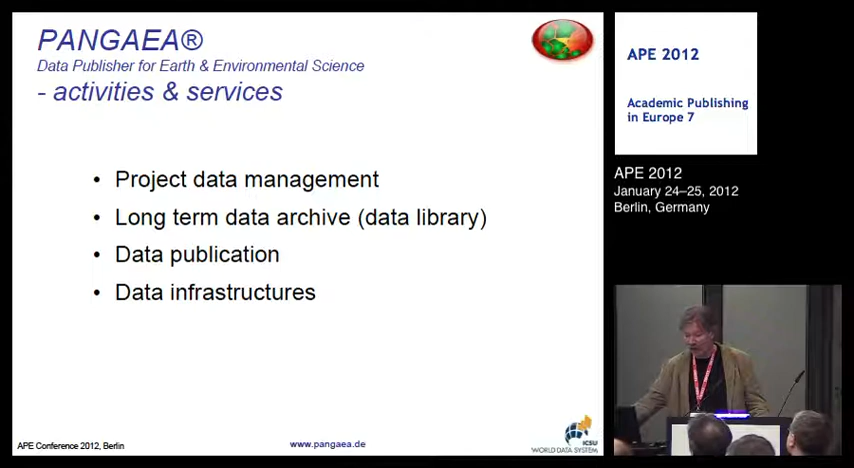 PANGAEA®
Data Publisher for Earth & Environmental Science
- activities & services
• Project data management
• Long term data archive (data library)
• Data publication
• Data infrastructures
APE Conference 2012, Berlin
www.pangaea.de
ICSU
WORLD DATA SYSTEM
APE 2012
Academic Publishing
in Europe 7
APE 2012
January 24–25, 2012
Berlin, Germany